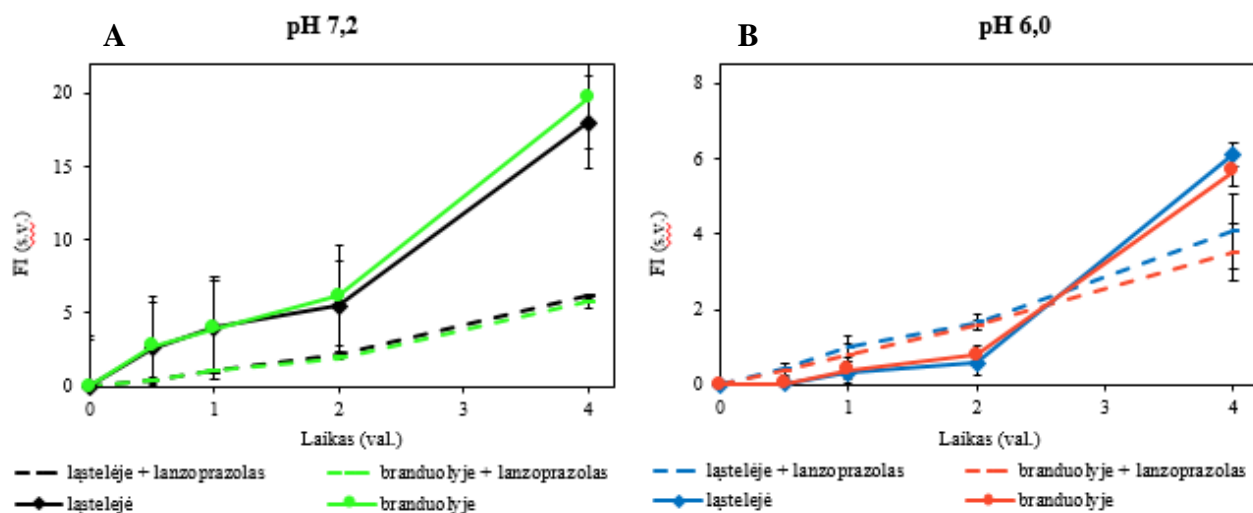 A
pH 7,2
B
pH 6,0
FI (s.v.)
20
15
10
5
0
0
1
2
3
4
Laikas (val.)
FI (s.v.)
8
6
4
2
0
0
1
2
3
4
Laikas (val.)
ląstelėje + lanzoprazolas
branduolyje + lanzoprazolas
ląstelejė
branduolyje
ląstelėje + lanzoprazolas
branduolyje + lanzoprazolas
ląstelejė
branduolyje